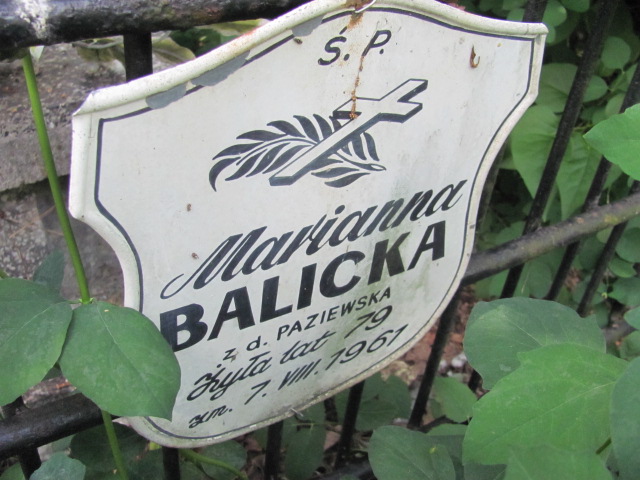 Ś. P.
Marianna
BALICKA
z d. PAZIEWSKA
żyła lat 79
zm. 7. VIII. 1961